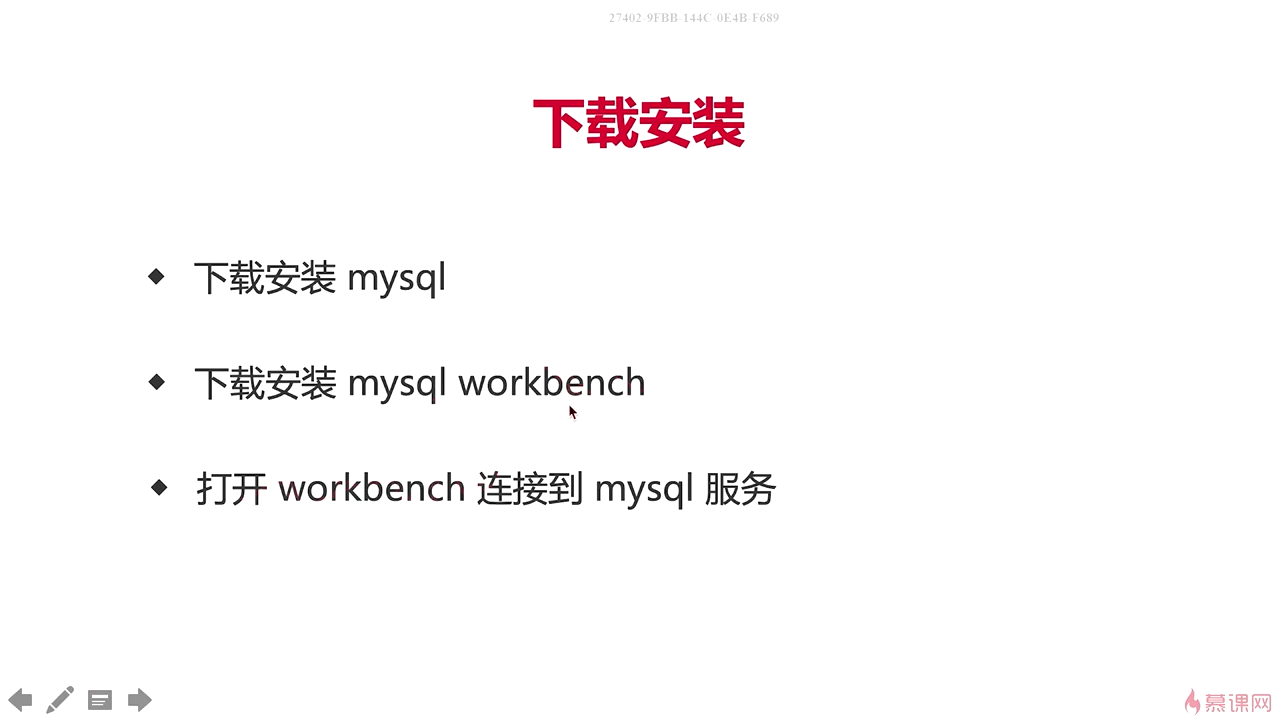 27402-9FBB-144C-0E4B-F689
下载安装
下载安装 mysql
下载安装 mysql workbench
打开 workbench 连接到 mysql 服务
慕课网